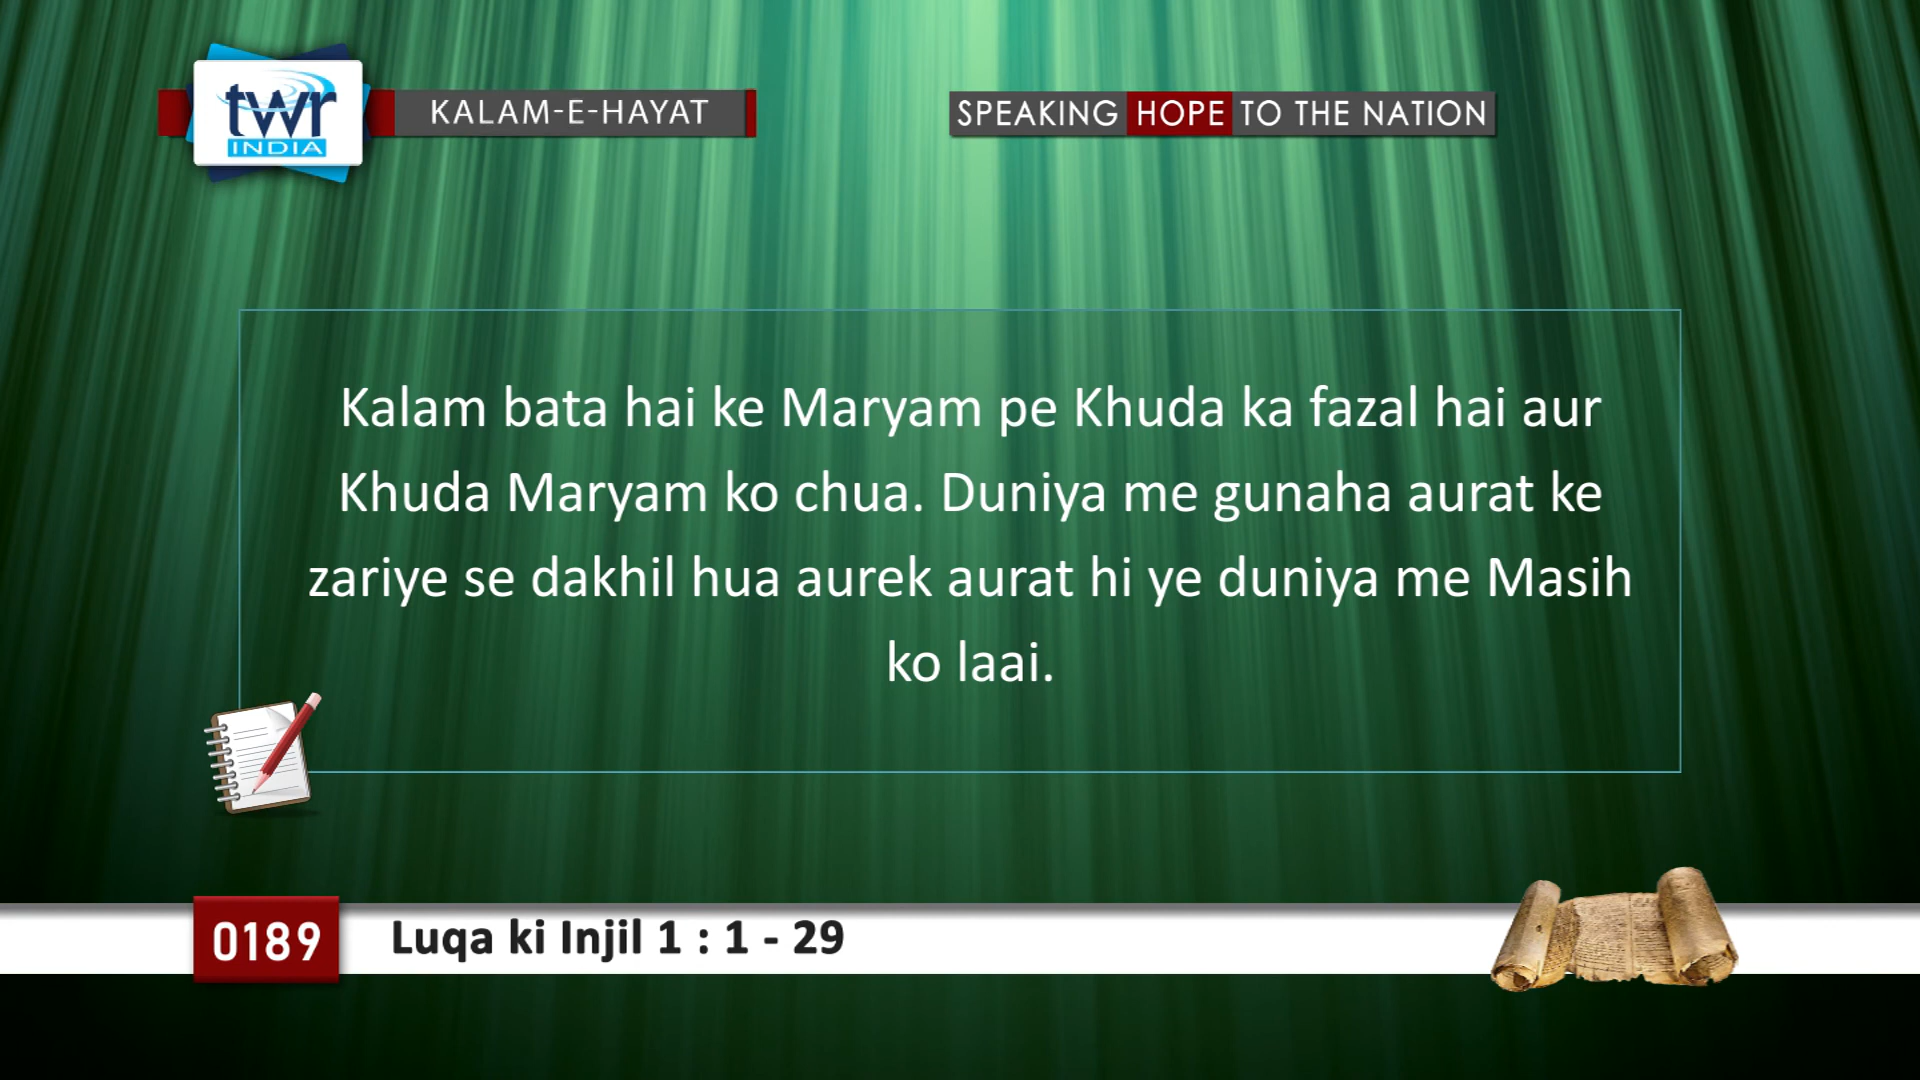 twr
INDIA
KALAM-E-HAYAT
SPEAKING HOPE TO THE NATION
Kalam bata hai ke Maryam pe Khuda ka fazal hai aur
Khuda Maryam ko chua. Duniya me gunaha aurat ke
zariye se dakhil hua aurek aurat hi ye duniya me Masih
ko laai.
0189
Luqa ki Injil 1 : 1 - 29